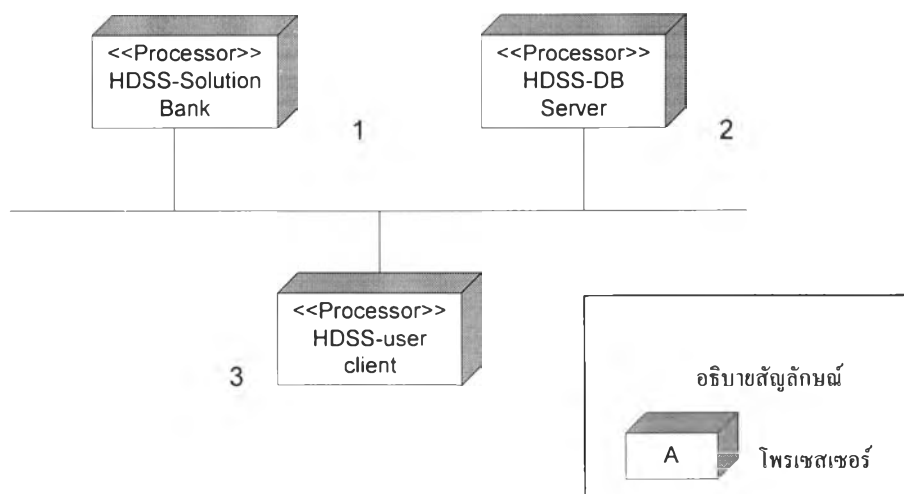 <<Processor>>
HDSS-Solution
Bank
1
<<Processor>>
HDSS-DB
Server
2
<<Processor>>
HDSS-user
client
3
อธิบายสัญลักษณ์
A
โพรเซสเซอร์